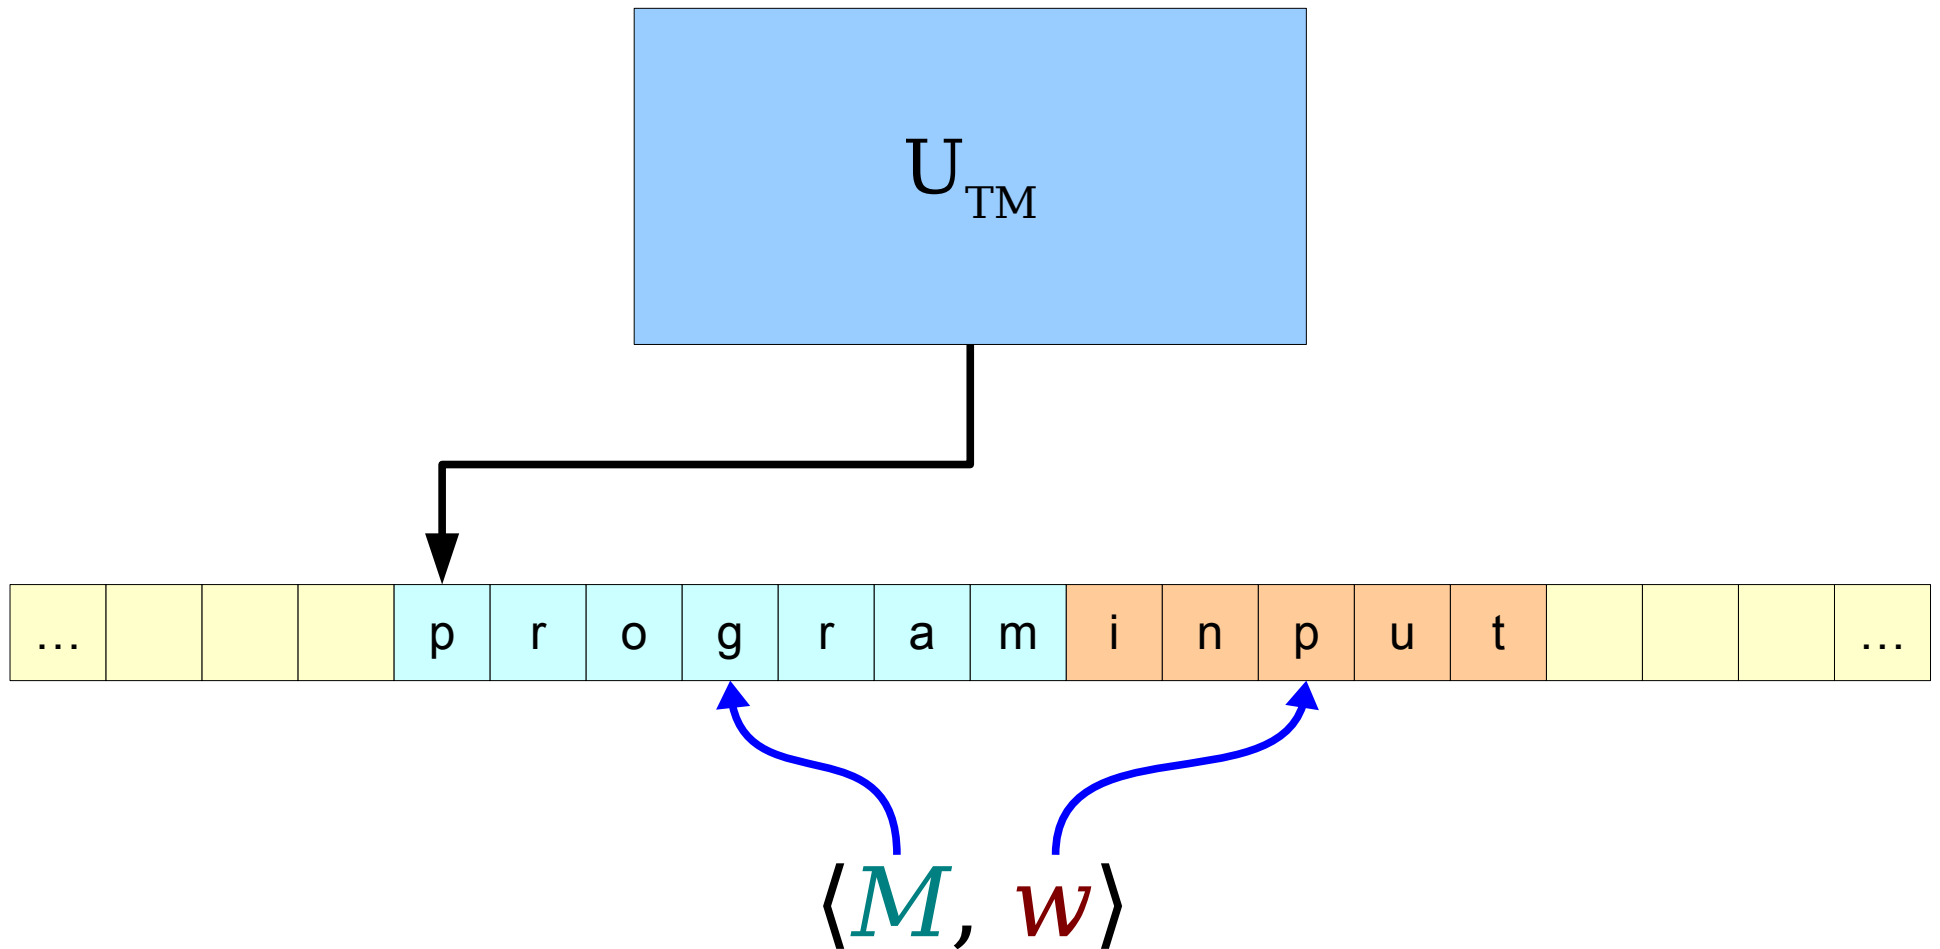 U_TM
… p r o g r a m i n p u t …
⟨M, w⟩